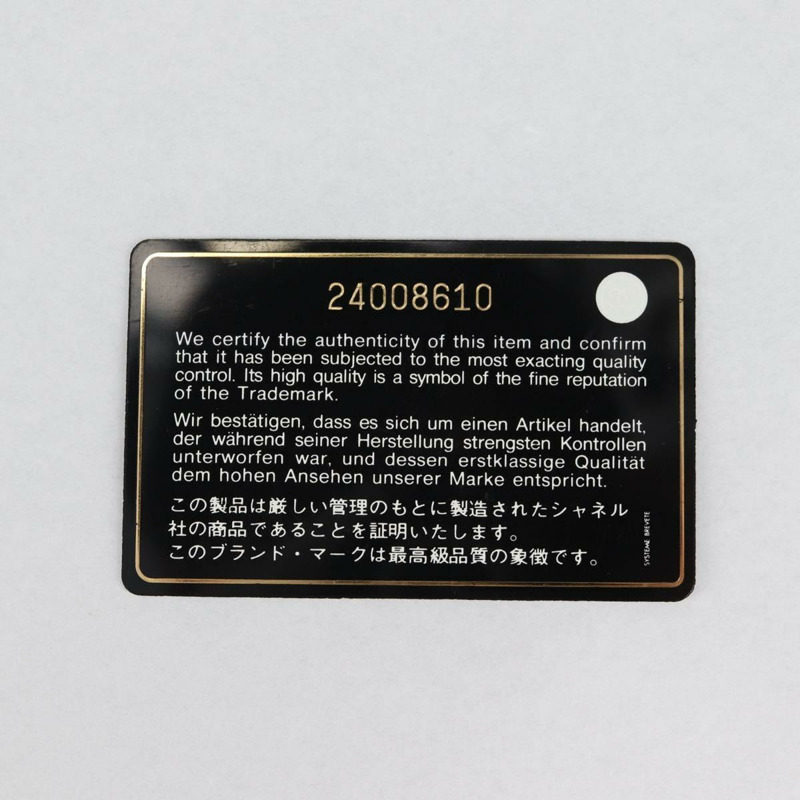 24008610
We certify the authenticity of this item and confirm
that it has been subjected to the most exacting quality
control. Its high quality is a symbol of the fine reputation
of the Trademark.
Wir bestätigen, dass es sich um einen Artikel handelt,
der während seiner Herstellung strengsten Kontrollen
unterworfen war, und dessen erstklassige Qualität
dem hohen Ansehen unserer Marke entspricht.
この製品は厳しい管理のもとに製造されたシャネル
社の商品であることを証明いたします。
このブランド・マークは最高級品質の象徴です。
SYSTEME BREVETE